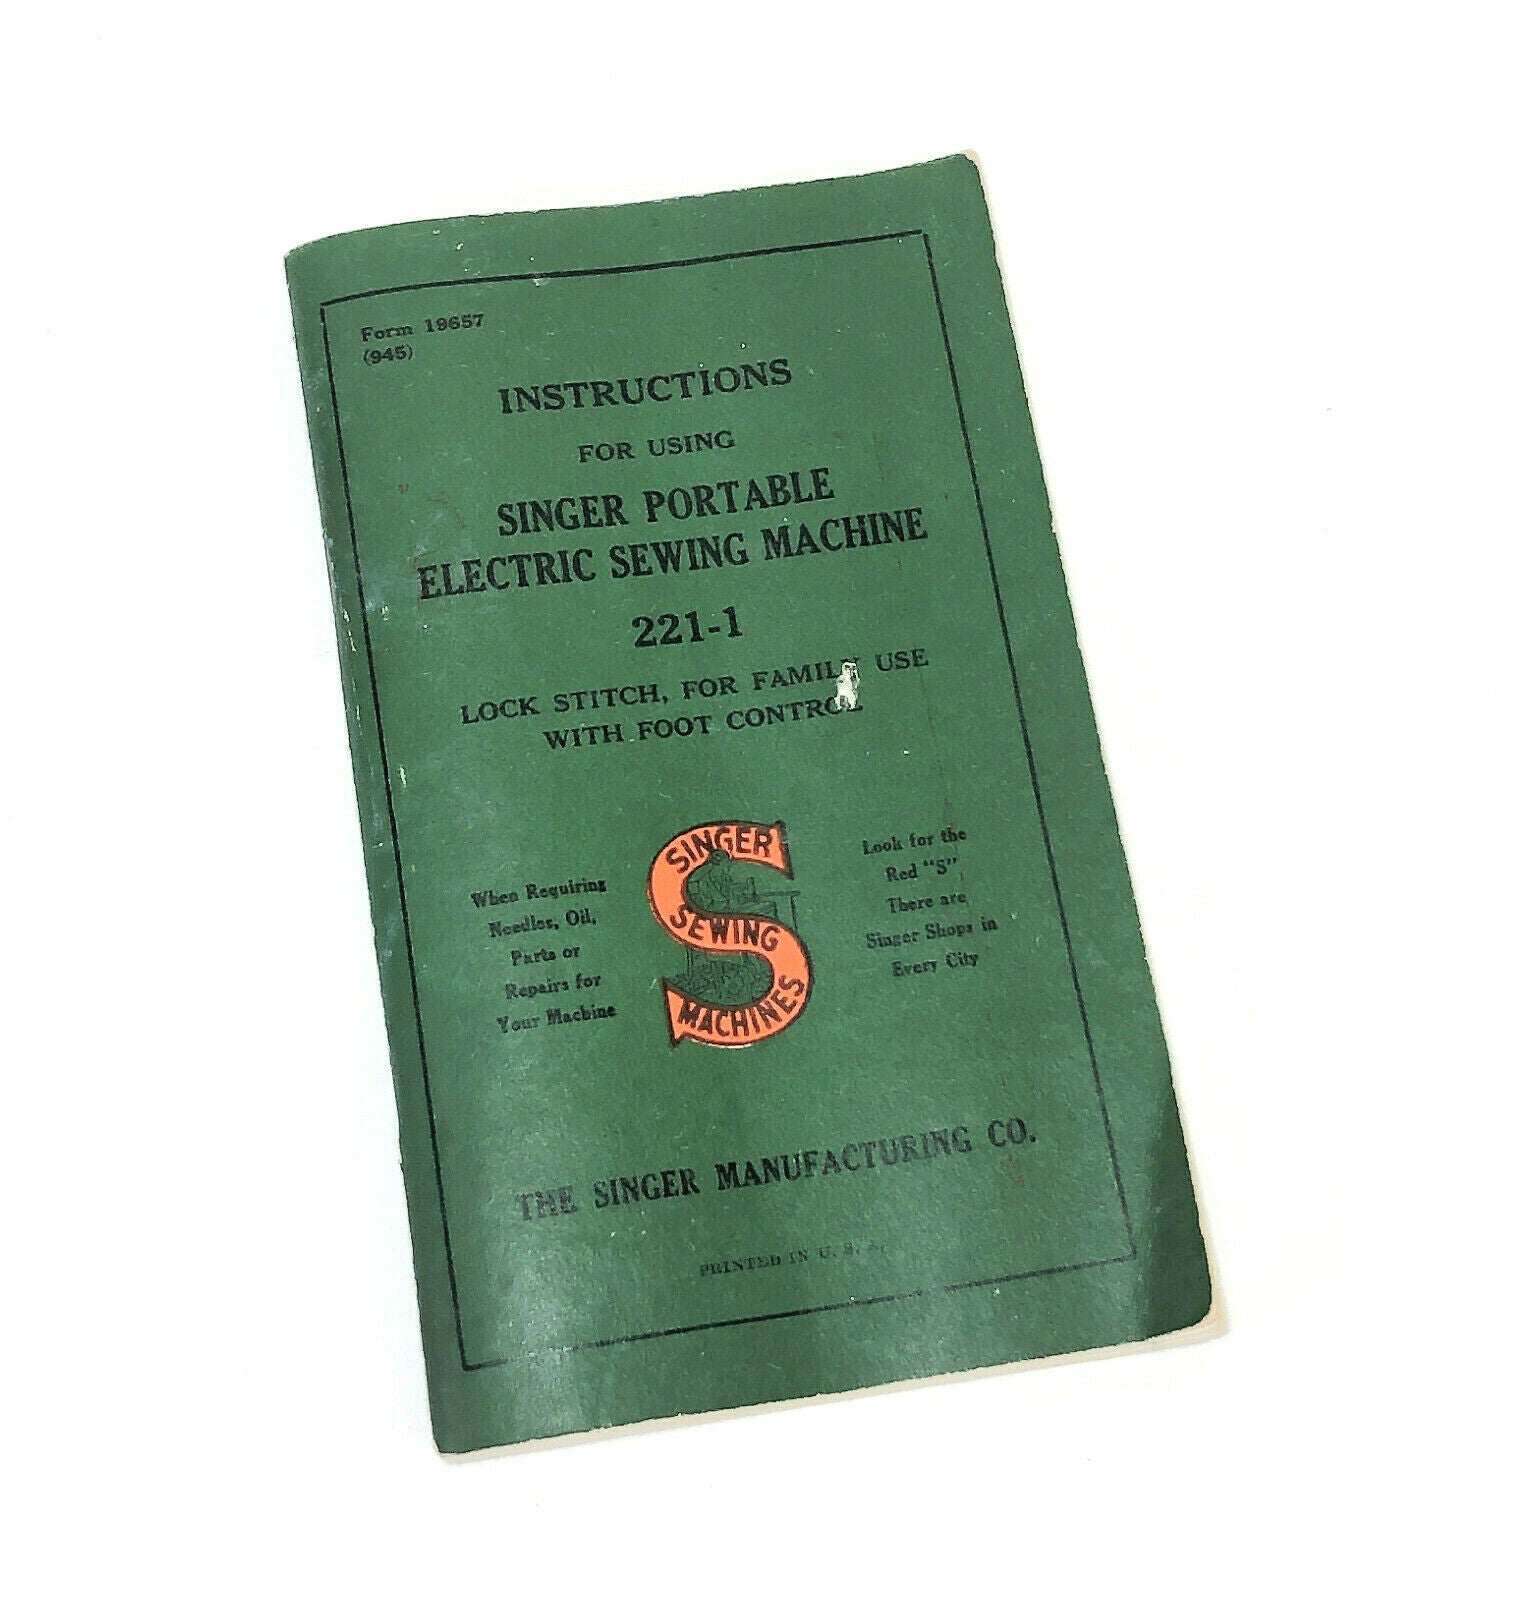 Form 19657
(945)
INSTRUCTIONS
FOR USING
SINGER PORTABLE
ELECTRIC SEWING MACHINE
221-1
LOCK STITCH, FOR FAMILY USE
WITH FOOT CONTROL
When Requiring
Needles, Oil,
Parts or
Repairs for
Your Machine
SINGER
SEWING
MACHINES
Look for the
Red "S"
There are
Singer Shops in
Every City
THE SINGER MANUFACTURING CO.
PRINTED IN U. S. A.